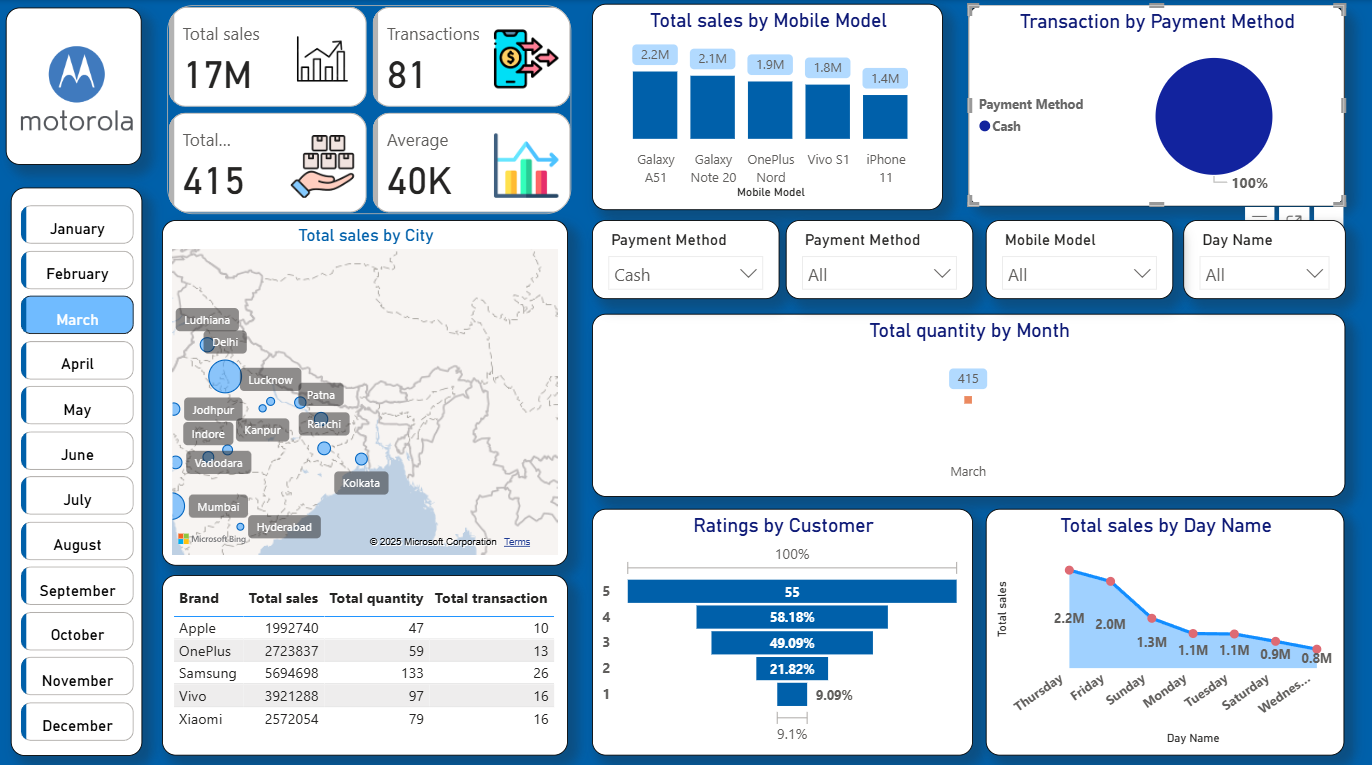 motorola
Total sales
17M
Transactions
81
Total...
415
Average
40K
Total sales by Mobile Model
2.2M
2.1M
1.9M
1.8M
1.4M
Galaxy A51
Galaxy Note 20
OnePlus Nord
Vivo S1
iPhone 11
Mobile Model
Transaction by Payment Method
Payment Method
Cash
100%
January
February
March
April
May
June
July
August
September
October
November
December
Total sales by City
Ludhiana
Delhi
Lucknow
Patna
Jodhpur
Kanpur
Ranchi
Indore
Vadodara
Kolkata
Mumbai
Hyderabad
Microsoft Bing
© 2025 Microsoft Corporation Terms
Payment Method
Cash
Payment Method
All
Mobile Model
All
Day Name
All
Total quantity by Month
415
March
Brand Total sales Total quantity Total transaction
Apple 1992740 47 10
OnePlus 2723837 59 13
Samsung 5694698 133 26
Vivo 3921288 97 16
Xiaomi 2572054 79 16
Ratings by Customer
100%
5 55
4 58.18%
3 49.09%
2 21.82%
1 9.09%
9.1%
Total sales by Day Name
Total sales
2.2M
2.0M
1.3M
1.1M
1.1M
0.9M
0.8M
Thursday
Friday
Sunday
Monday
Tuesday
Saturday
Wednes...
Day Name